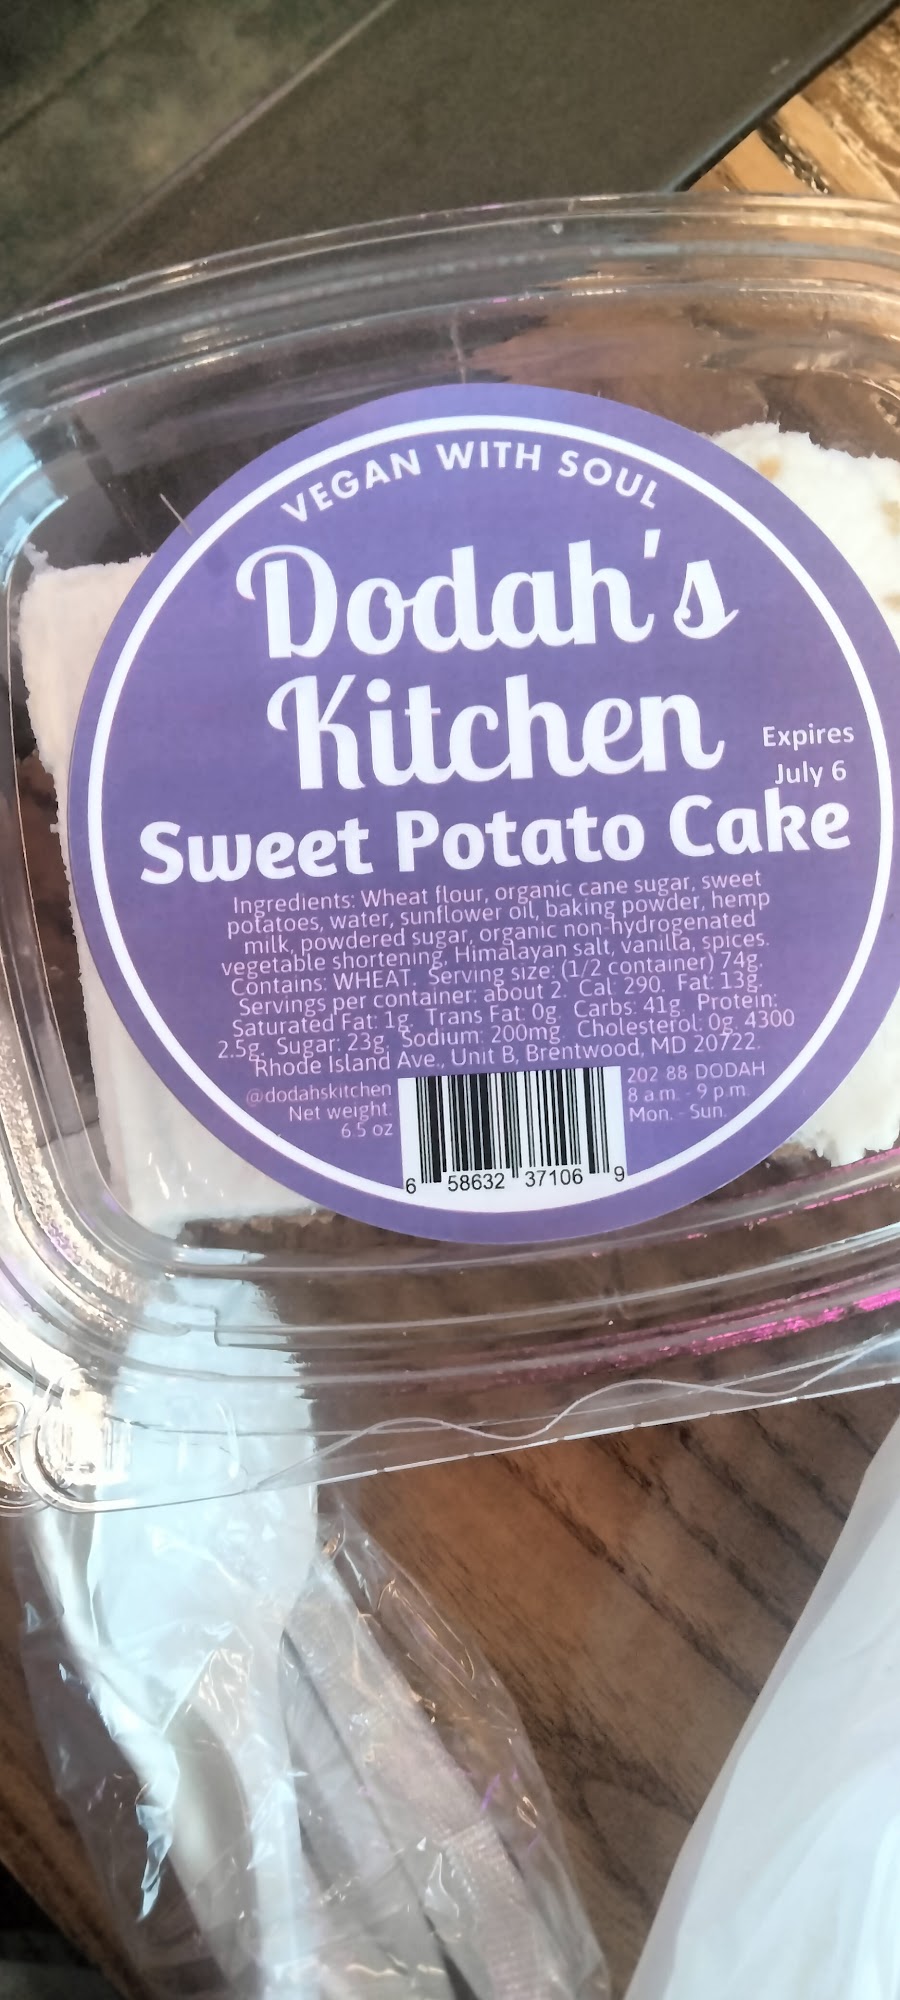 VEGAN WITH SOUL
Dodah's
Kitchen
Expires
July 6
Sweet Potato Cake
Ingredients: Wheat flour, organic cane sugar, sweet
potatoes, water, sunflower oil, baking powder, hemp
milk, powdered sugar, organic non-hydrogenated
vegetable shortening, Himalayan salt, vanilla, spices.
Contains: WHEAT. Serving size: (1/2 container) 74g.
Servings per container: about 2. Cal: 290. Fat: 13g.
Saturated Fat: 1g. Trans Fat: 0g. Carbs: 41g. Protein:
2.5g. Sugar: 23g. Sodium: 200mg. Cholesterol: 0g. 4300
Rhode Island Ave., Unit B, Brentwood, MD 20722.
@dodahskitchen
Net weight.
6.5 oz
202 88 DODAH
8 a.m. - 9 p.m.
Mon. - Sun.
6 58632 37106 9